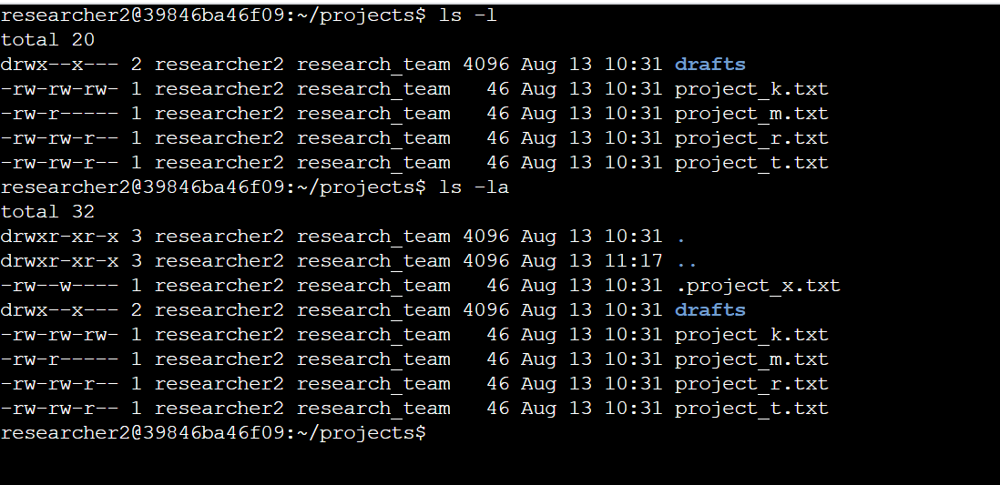 researcher2@39846ba46f09:~/projects$ ls -l
total 20
drwx--x--- 2 researcher2 research_team 4096 Aug 13 10:31 drafts
-rw-rw-rw- 1 researcher2 research_team   46 Aug 13 10:31 project_k.txt
-rw-r----- 1 researcher2 research_team   46 Aug 13 10:31 project_m.txt
-rw-rw-r-- 1 researcher2 research_team   46 Aug 13 10:31 project_r.txt
-rw-rw-r-- 1 researcher2 research_team   46 Aug 13 10:31 project_t.txt
researcher2@39846ba46f09:~/projects$ ls -la
total 32
drwxr-xr-x 3 researcher2 research_team 4096 Aug 13 10:31 .
drwxr-xr-x 3 researcher2 research_team 4096 Aug 13 11:17 ..
-rw--w---- 1 researcher2 research_team   46 Aug 13 10:31 .project_x.txt
drwx--x--- 2 researcher2 research_team 4096 Aug 13 10:31 drafts
-rw-rw-rw- 1 researcher2 research_team   46 Aug 13 10:31 project_k.txt
-rw-r----- 1 researcher2 research_team   46 Aug 13 10:31 project_m.txt
-rw-rw-r-- 1 researcher2 research_team   46 Aug 13 10:31 project_r.txt
-rw-rw-r-- 1 researcher2 research_team   46 Aug 13 10:31 project_t.txt
researcher2@39846ba46f09:~/projects$